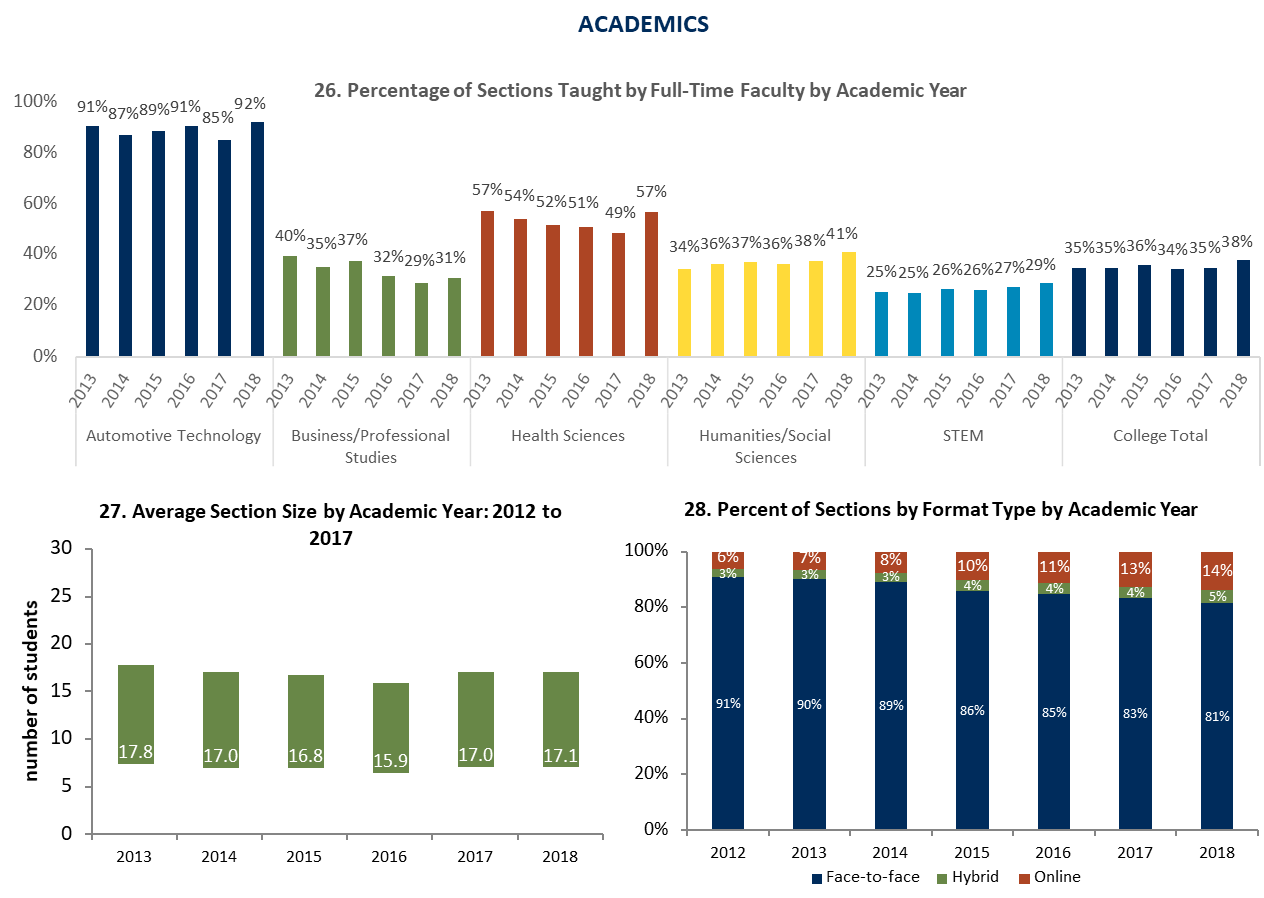 ACADEMICS
26. Percentage of Sections Taught by Full-Time Faculty by Academic Year
100%
80%
60%
40%
20%
0%
91% 87% 89% 91% 85% 92%
40% 35% 37% 32% 29% 31%
57% 54% 52% 51% 49% 57%
34% 36% 37% 36% 38% 41%
25% 25% 26% 26% 27% 29%
35% 35% 36% 34% 35% 38%
2013 2014 2015 2016 2017 2018 2013 2014 2015 2016 2017 2018 2013 2014 2015 2016 2017 2018 2013 2014 2015 2016 2017 2018 2013 2014 2015 2016 2017 2018 2013 2014 2015 2016 2017 2018
Automotive Technology
Business/Professional
Studies
Health Sciences
Humanities/Social
Sciences
STEM
College Total
27. Average Section Size by Academic Year: 2012 to
2017
number of students
30
25
20
15
10
5
0
17.8 17.0 16.8 15.9 17.0 17.1
2013 2014 2015 2016 2017 2018
28. Percent of Sections by Format Type by Academic Year
100%
80%
60%
40%
20%
0%
6% 7% 8% 10% 11% 13% 14%
3% 3% 3% 4% 4% 4% 5%
91% 90% 89% 86% 85% 83% 81%
2012 2013 2014 2015 2016 2017 2018
Face-to-face Hybrid Online